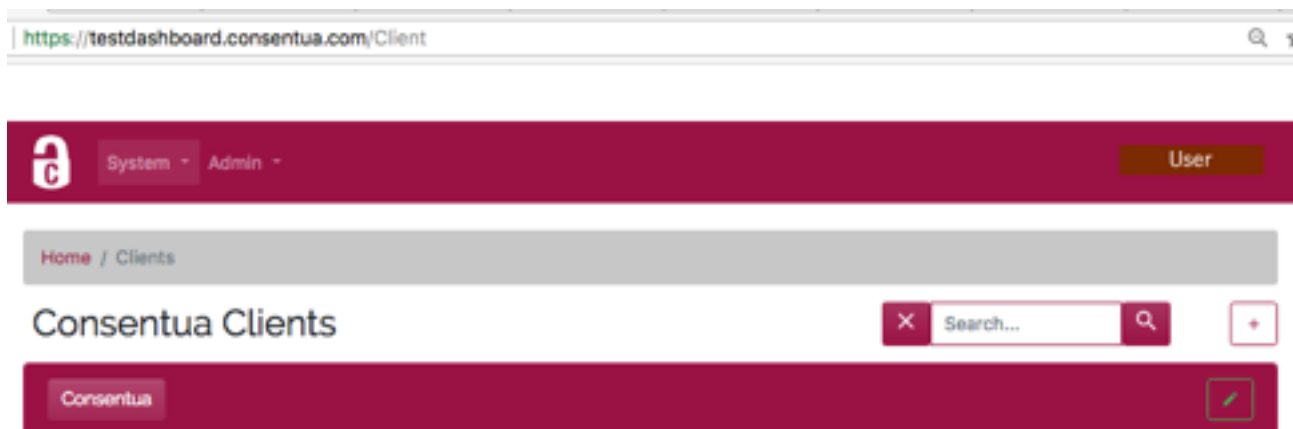 https://testdashboard.consentua.com/Client
C System Admin User
Home / Clients
Consentua Clients Search... +
Consentua